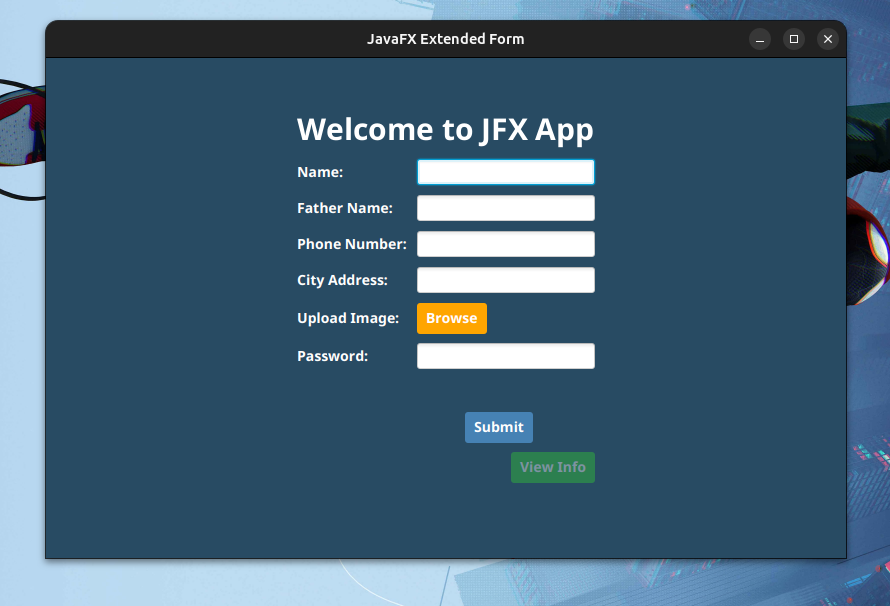 JavaFX Extended Form
Welcome to JFX App
Name:
Father Name:
Phone Number:
City Address:
Upload Image: Browse
Password:
Submit
View Info